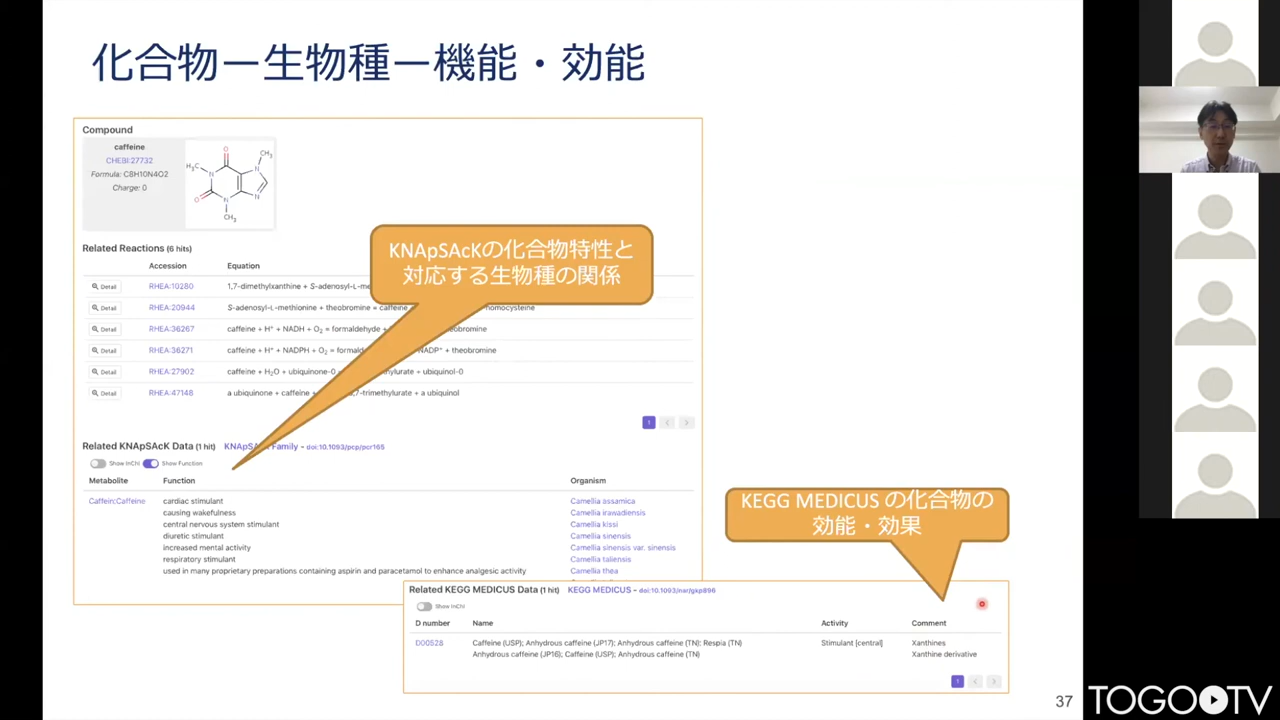 化合物ー生物種ー機能・効能
Compound
caffeine
CHEBI:27732
Formula: C8H10N4O2
Charge: 0
Related Reactions (6 hits)
Accession Equation
Detail RHEA:10280 1,7-dimethylxanthine + S-adenosyl-L-me
Detail RHEA:20944 S-adenosyl-L-methionine + theobromine = caffeine homocysteine
Detail RHEA:36267 caffeine + H⁺ + NADH + O₂ = formaldehyde + obromine
Detail RHEA:36271 caffeine + H⁺ + NADPH + O₂ = formald NADP⁺ + theobromine
Detail RHEA:27902 caffeine + H₂O + ubiquinone-0 ylurate + ubiquinol-0
Detail RHEA:47148 a ubiquinone + caffeine + ,7-trimethylurate + a ubiquinol
1 < >
KNApSAcKの化合物特性と
対応する生物種の関係
Related KNApSAcK Data (1 hit) KNApSAcK Family - doi:10.1093/pcp/pcr165
Show InChI Show Function
Metabolite Function Organism
Caffein;Caffeine cardiac stimulant Camellia assamica
causing wakefulness Camellia irawadiensis
central nervous system stimulant Camellia kissi
diuretic stimulant Camellia sinensis
increased mental activity Camellia sinensis var. sinensis
respiratory stimulant Camellia taliensis
used in many proprietary preparations containing aspirin and paracetamol to enhance analgesic activity Camellia thea
KEGG MEDICUS の化合物の
効能・効果
Related KEGG MEDICUS Data (1 hit) KEGG MEDICUS - doi:10.1093/nar/gkp896
Show InChI
D number Name Activity Comment
D00528 Caffeine (USP); Anhydrous caffeine (JP17); Anhydrous caffeine (TN); Respia (TN) Stimulant [central] Xanthines
Anhydrous caffeine (JP16); Caffeine (USP); Anhydrous caffeine (TN) Xanthine derivative
1 < >
37
TOGOTV